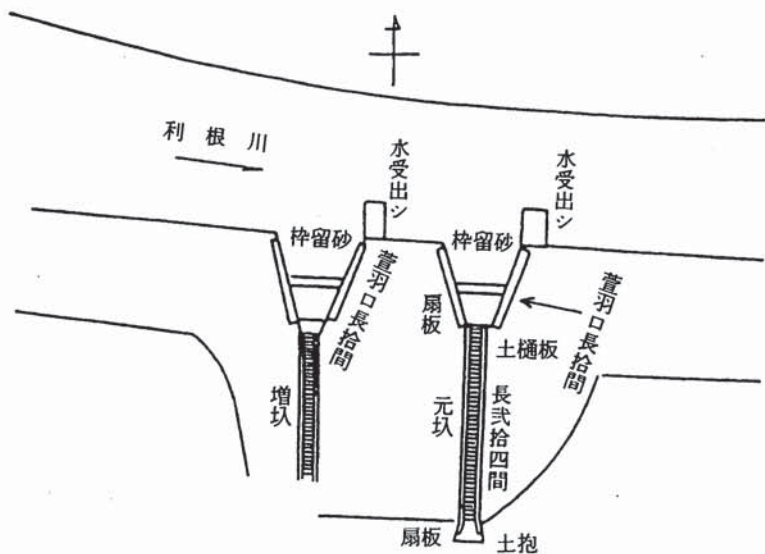 利根川
水受出シ
水受出シ
枠留砂
枠留砂
萱羽口長拾間
萱羽口長拾間
扇板
土樋板
増圦
元圦
長弐拾四間
扇板
土抱